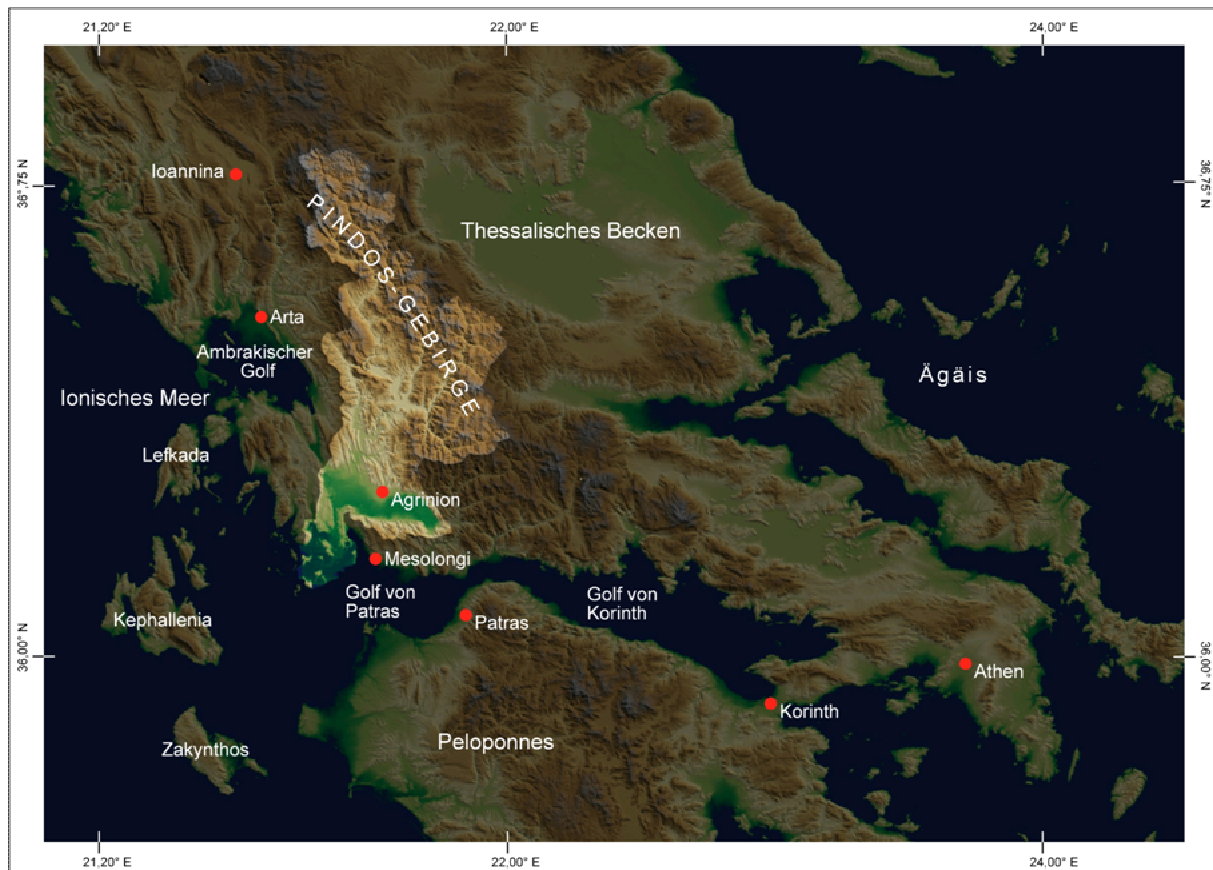 21,20° E
22,00° E
24,00° E
36°,75 N
36,75° N
Ioannina
PINDOS-GEBIRGE
Thessalisches Becken
Arta
Ambrakischer
Golf
Ionisches Meer
Ägäis
Lefkada
Agrinion
Mesolongi
Golf von
Patras
Golf von
Korinth
Kephallenia
Patras
36,00° N
36,00° N
Athen
Korinth
Peloponnes
Zakynthos
21,20° E
22,00° E
24,00° E